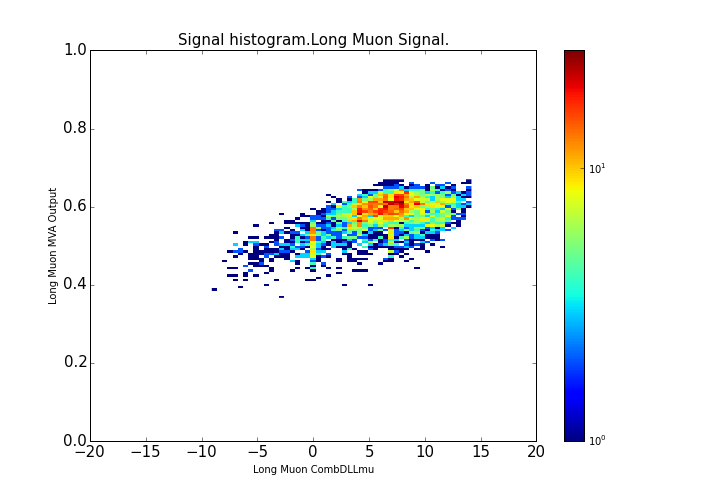 Signal histogram.Long Muon Signal.
1.0
0.8
0.6
0.4
0.2
0.0
Long Muon MVA Output
−20 −15 −10 −5 0 5 10 15 20
Long Muon CombDLLmu
10¹
10⁰